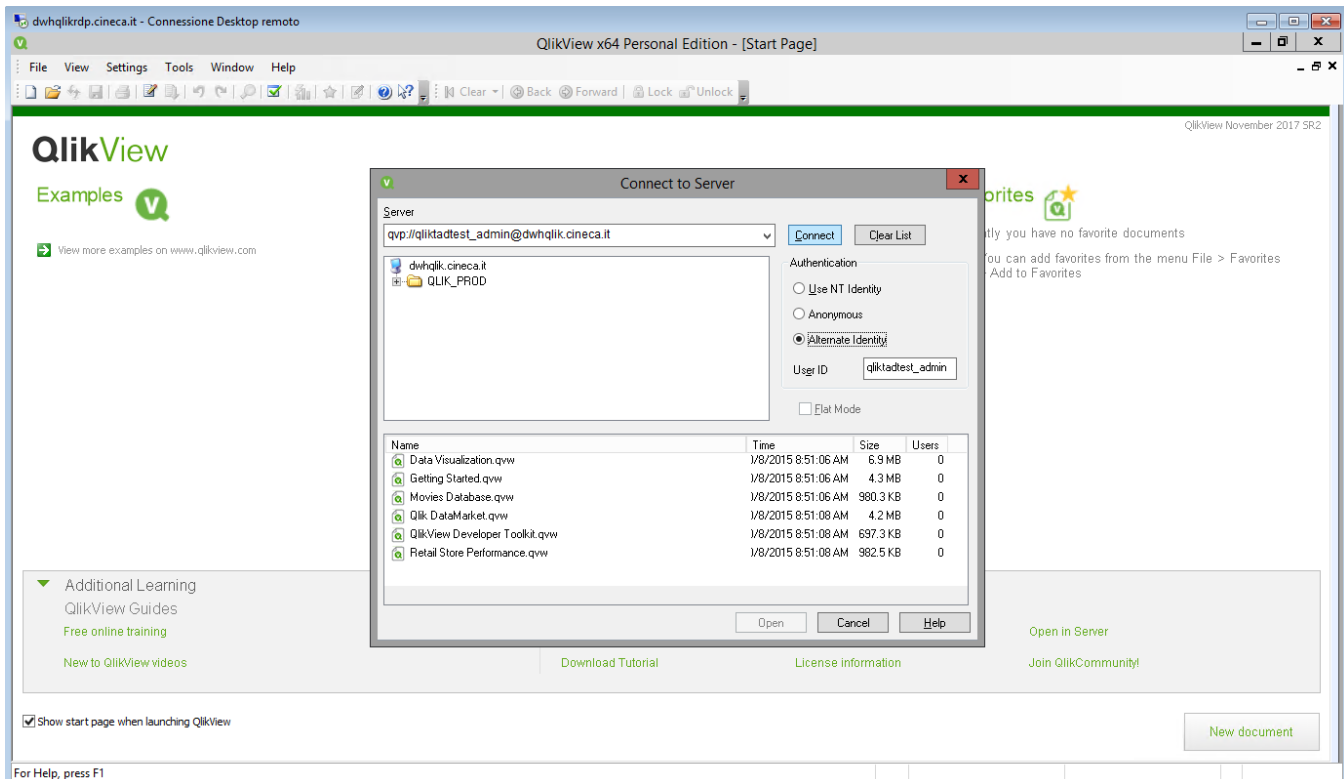 dwhqlikrdp.cineca.it - Connessione Desktop remoto
QlikView x64 Personal Edition - [Start Page]
File View Settings Tools Window Help
Clear Back Forward Lock Unlock
QlikView November 2017 SR2
QlikView
Examples
View more examples on www.qlikview.com
orites
tly you have no favorite documents
ou can add favorites from the menu File > Favorites
Add to Favorites
Connect to Server
Server
qvp://qliktadtest_admin@dwhqlik.cineca.it
Connect
Clear List
dwhqlik.cineca.it
QLIK_PROD
Authentication
Use NT Identity
Anonymous
Alternate Identity
User ID qliktadtest_admin
Flat Mode
Name Time Size Users
Data Visualization.qvw )/8/2015 8:51:06 AM 6.9 MB 0
Getting Started.qvw )/8/2015 8:51:06 AM 4.3 MB 0
Movies Database.qvw )/8/2015 8:51:06 AM 980.3 KB 0
Qlik DataMarket.qvw )/8/2015 8:51:08 AM 4.2 MB 0
QlikView Developer Toolkit.qvw )/8/2015 8:51:08 AM 697.3 KB 0
Retail Store Performance.qvw )/8/2015 8:51:08 AM 982.5 KB 0
Open Cancel Help
Additional Learning
QlikView Guides
Free online training
New to QlikView videos
Download Tutorial
License information
Open in Server
Join QlikCommunity!
Show start page when launching QlikView
New document
For Help, press F1